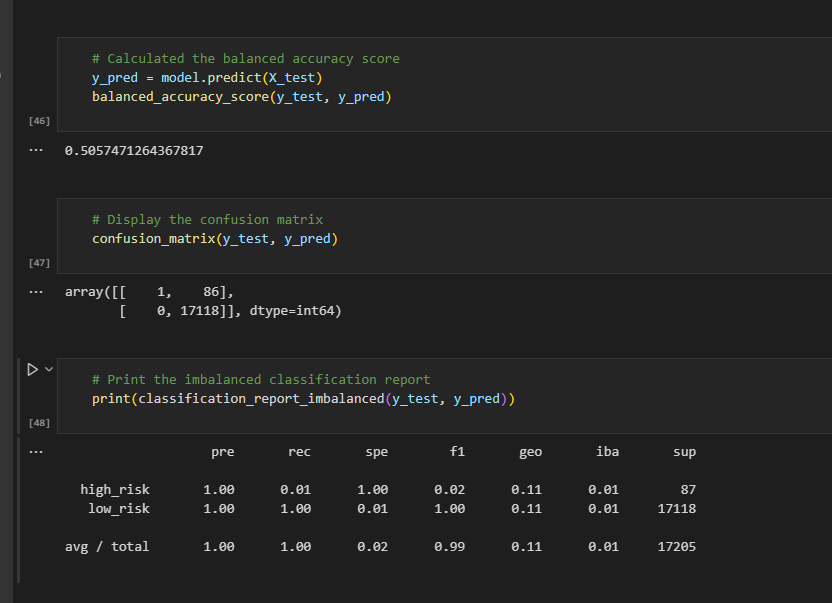 # Calculated the balanced accuracy score
y_pred = model.predict(X_test)
balanced_accuracy_score(y_test, y_pred)
[46]
... 0.5057471264367817
# Display the confusion matrix
confusion_matrix(y_test, y_pred)
[47]
... array([[    1,    86],
       [    0, 17118]], dtype=int64)
# Print the imbalanced classification report
print(classification_report_imbalanced(y_test, y_pred))
[48]
...                pre       rec       spe        f1       geo       iba       sup
  high_risk       1.00      0.01      1.00      0.02      0.11      0.01        87
   low_risk       1.00      1.00      0.01      1.00      0.11      0.01     17118
avg / total       1.00      1.00      0.02      0.99      0.11      0.01     17205